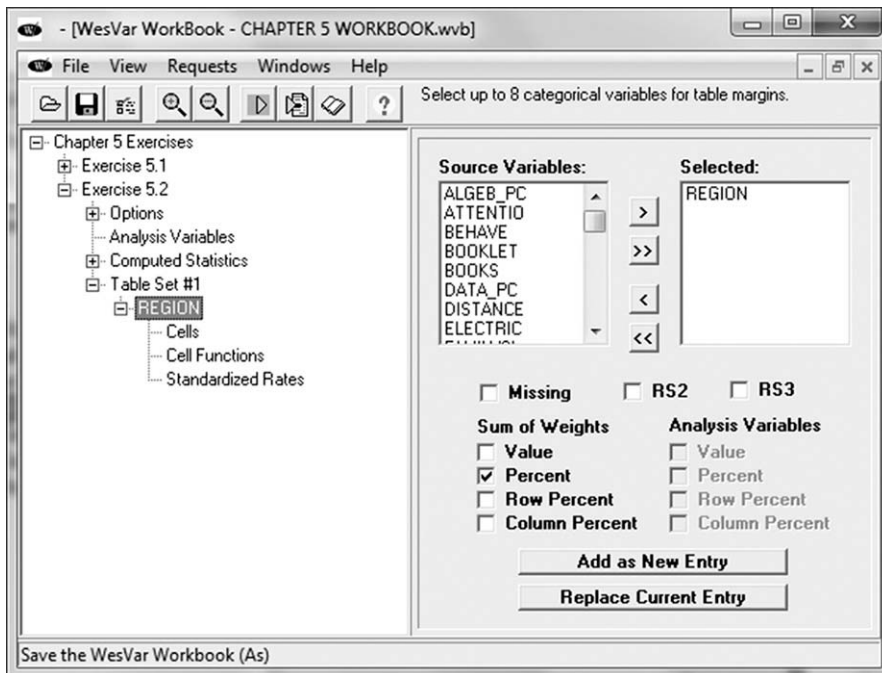 - [WesVar WorkBook - CHAPTER 5 WORKBOOK.wvb]
File View Requests Windows Help
Select up to 8 categorical variables for table margins.
Chapter 5 Exercises
Exercise 5.1
Exercise 5.2
Options
Analysis Variables
Computed Statistics
Table Set #1
REGION
Cells
Cell Functions
Standardized Rates
Source Variables:
ALGEB_PC
ATTENTIO
BEHAVE
BOOKLET
BOOKS
DATA_PC
DISTANCE
ELECTRIC
>
>>
<
<<
Selected:
REGION
Missing RS2 RS3
Sum of Weights
Value
Percent
Row Percent
Column Percent
Analysis Variables
Value
Percent
Row Percent
Column Percent
Add as New Entry
Replace Current Entry
Save the WesVar Workbook (As)